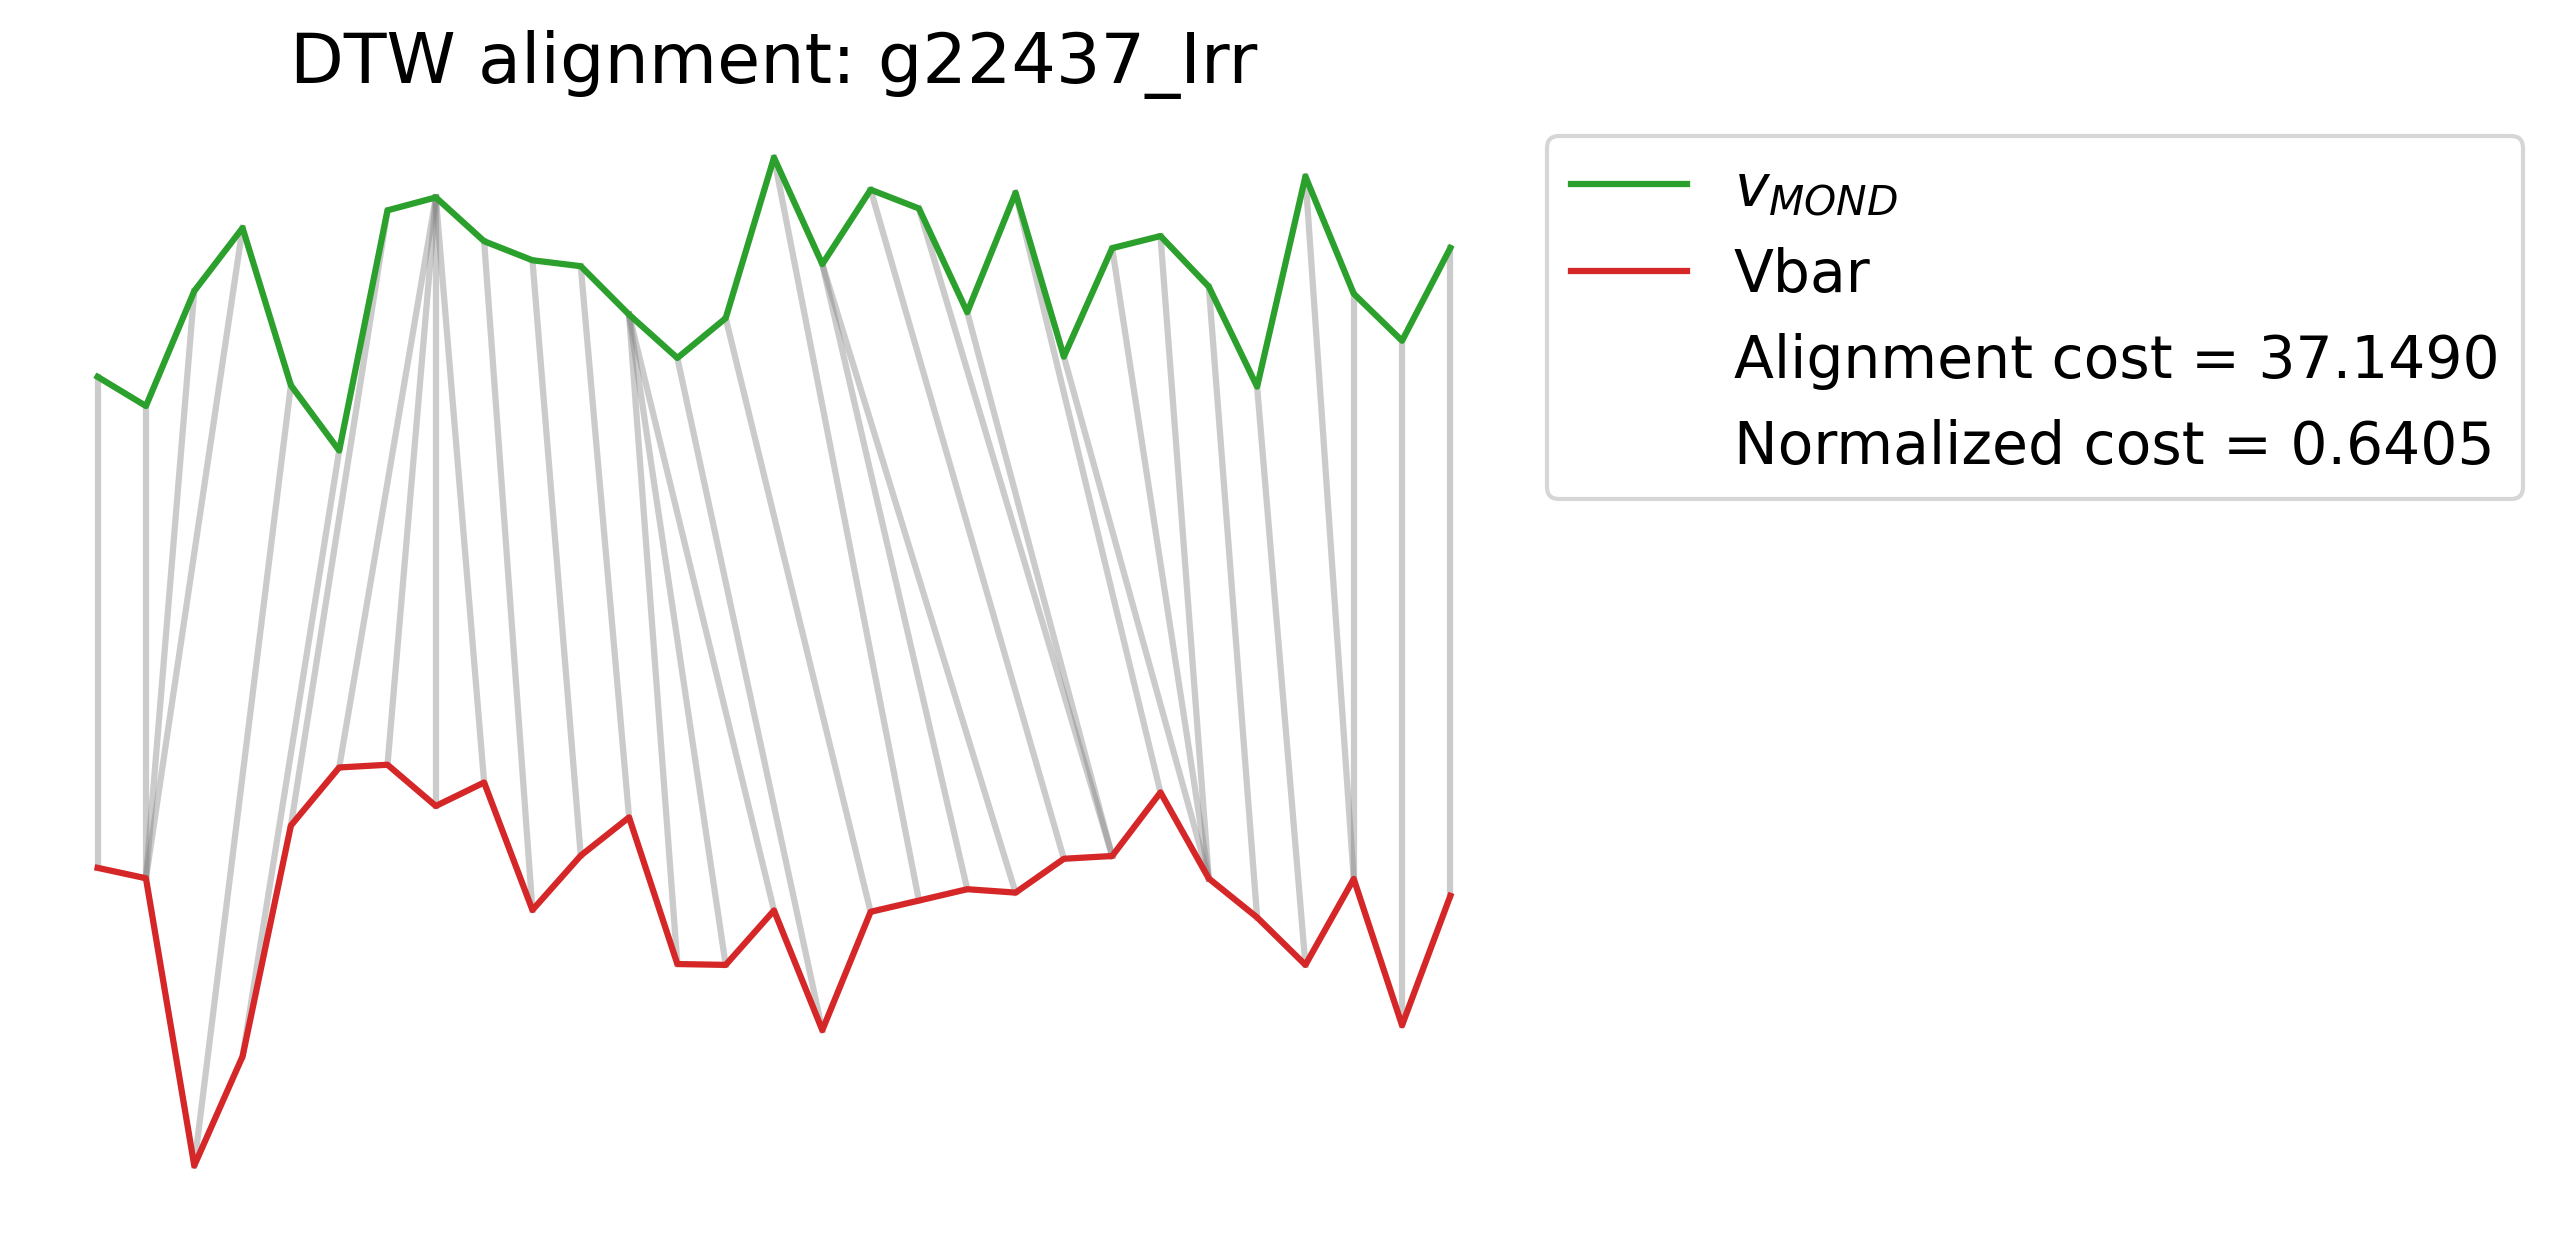 DTW alignment: g22437_Irr
v_MOND
Vbar
Alignment cost = 37.1490
Normalized cost = 0.6405